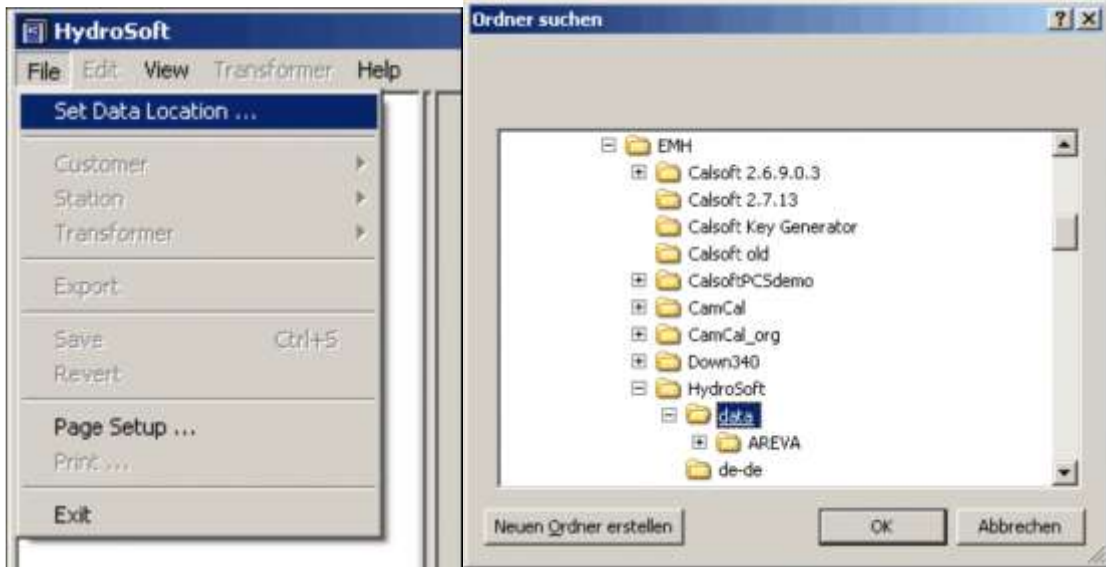 HydroSoft
File Edit View Transformer Help
Set Data Location ...
Customer
Station
Transformer
Export
Save Ctrl+S
Revert
Page Setup ...
Print ...
Exit
Ordner suchen
EMH
Calsoft 2.6.9.0.3
Calsoft 2.7.13
Calsoft Key Generator
Calsoft old
CalsoftPCSdemo
CamCal
CamCal_org
Down340
HydroSoft
data
AREVA
de-de
Neuen Ordner erstellen OK Abbrechen